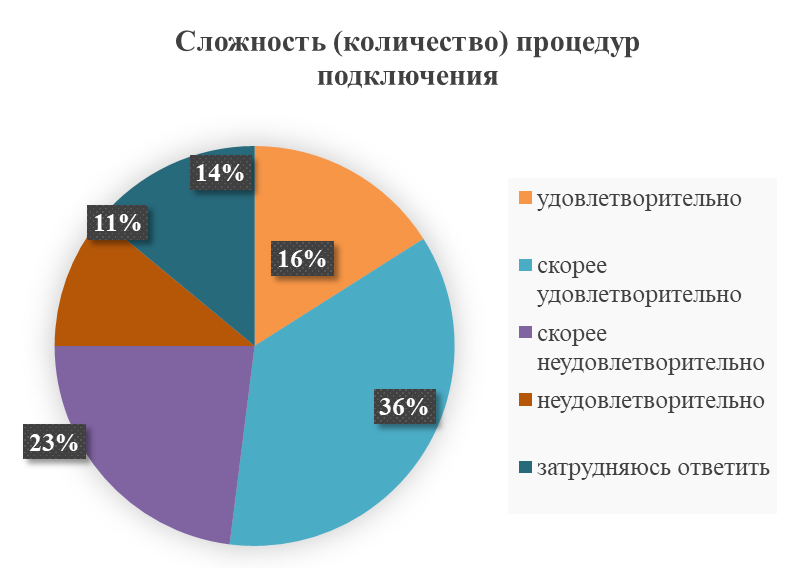 Сложность (количество) процедур
подключения
14%
11%
16%
36%
23%
удовлетворительно
скорее
удовлетворительно
скорее
неудовлетворительно
неудовлетворительно
затрудняюсь ответить